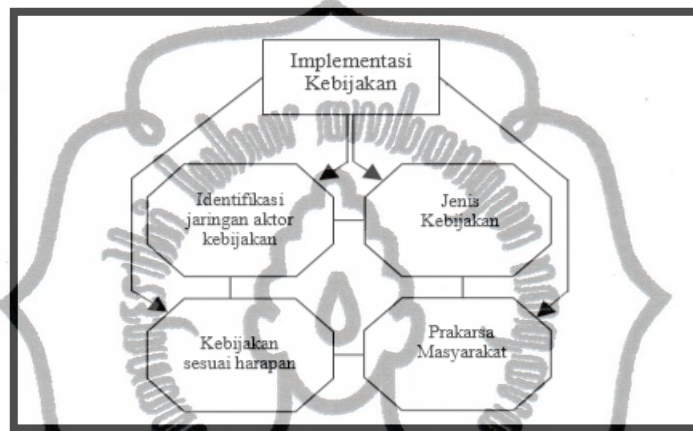 Implementasi
Kebijakan
Identifikasi
jaringan aktor
kebijakan
Jenis
Kebijakan
Kebijakan
sesuai harapan
Prakarsa
Masyarakat